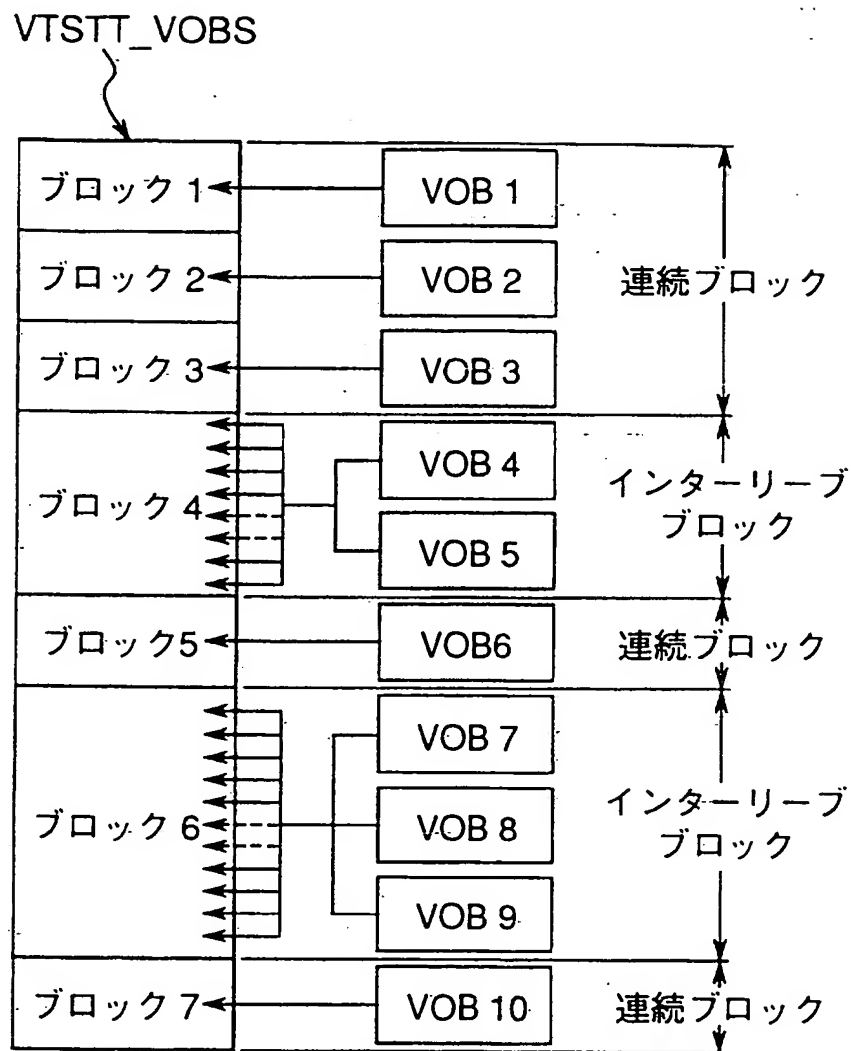 VTSTT_VOBS
ブロック 1
VOB 1
ブロック 2
VOB 2
連続ブロック
ブロック 3
VOB 3
ブロック 4
VOB 4
VOB 5
インターリーブ
ブロック
ブロック5
VOB6
連続ブロック
ブロック 6
VOB 7
VOB 8
VOB 9
インターリーブ
ブロック
ブロック 7
VOB 10
連続ブロック